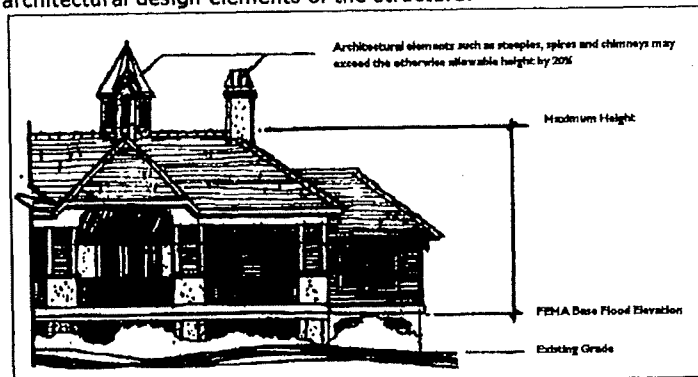 architectural design elements of the structure.
Architectural elements such as steeples, spires and chimneys may
exceed the otherwise allowable height by 20%
Maximum Height
FEMA Base Flood Elevation
Existing Grade